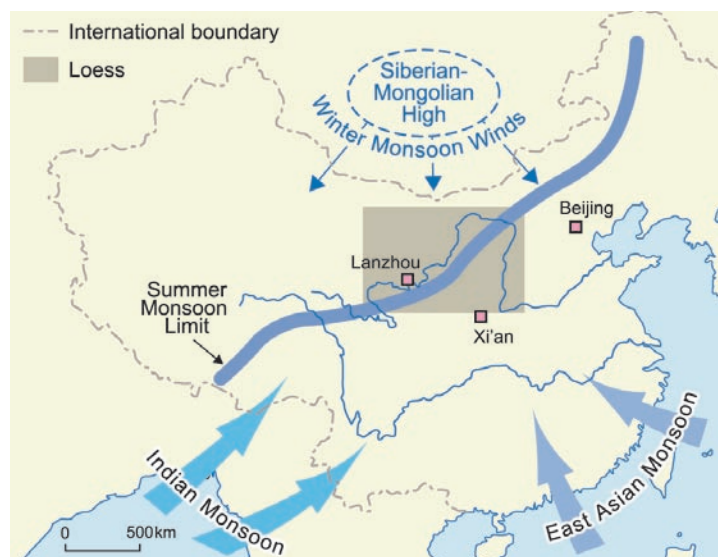 International boundary
Loess
Siberian-
Mongolian
High
Winter Monsoon Winds
Beijing
Lanzhou
Summer
Monsoon
Limit
Xi'an
Indian Monsoon
East Asian Monsoon
0 500km